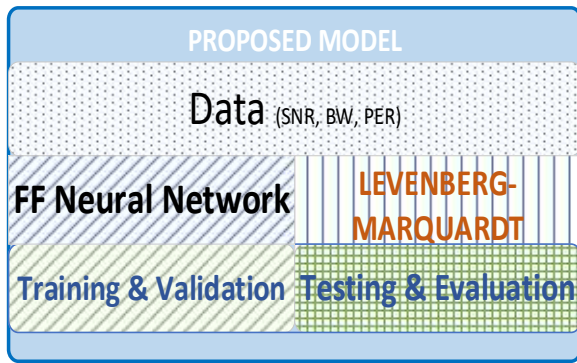 PROPOSED MODEL
Data (SNR, BW, PER)
FF Neural Network
LEVENBERG-
MARQUARDT
Training & Validation
Testing & Evaluation